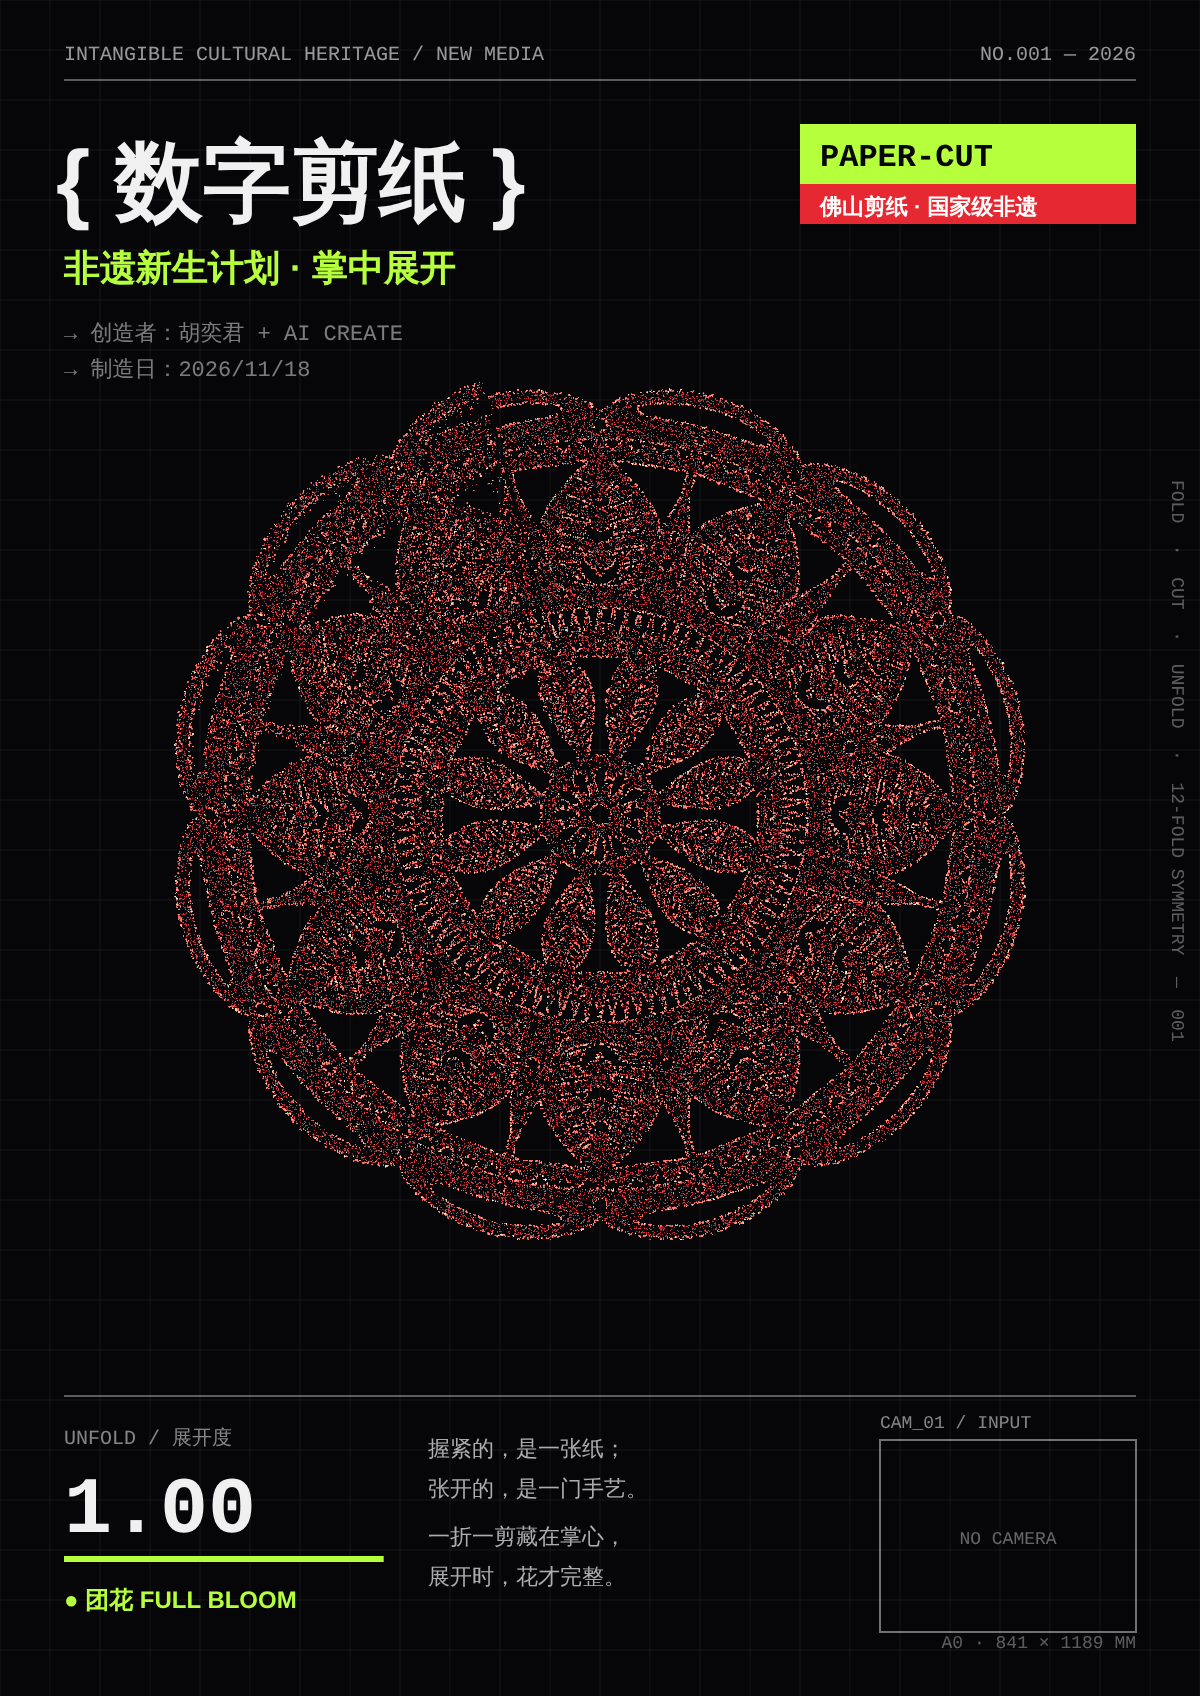 INTANGIBLE CULTURAL HERITAGE / NEW MEDIA
NO.001 — 2026
{ 数字剪纸 }
PAPER-CUT
佛山剪纸 · 国家级非遗
非遗新生计划 · 掌中展开
→ 创造者：胡奕君 + AI CREATE
→ 制造日：2026/11/18
FOLD · CUT · UNFOLD · 12-FOLD SYMMETRY — 001
UNFOLD / 展开度
1.00
● 团花 FULL BLOOM
握紧的，是一张纸；
张开的，是一门手艺。
一折一剪藏在掌心，
展开时，花才完整。
CAM_01 / INPUT
NO CAMERA
A0 · 841 × 1189 MM